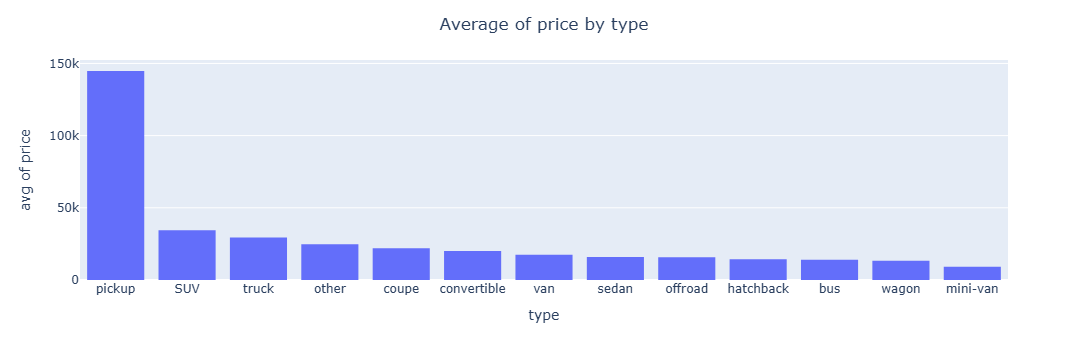 Average of price by type
avg of price
150k
100k
50k
0
pickup SUV truck other coupe convertible van sedan offroad hatchback bus wagon mini-van
type